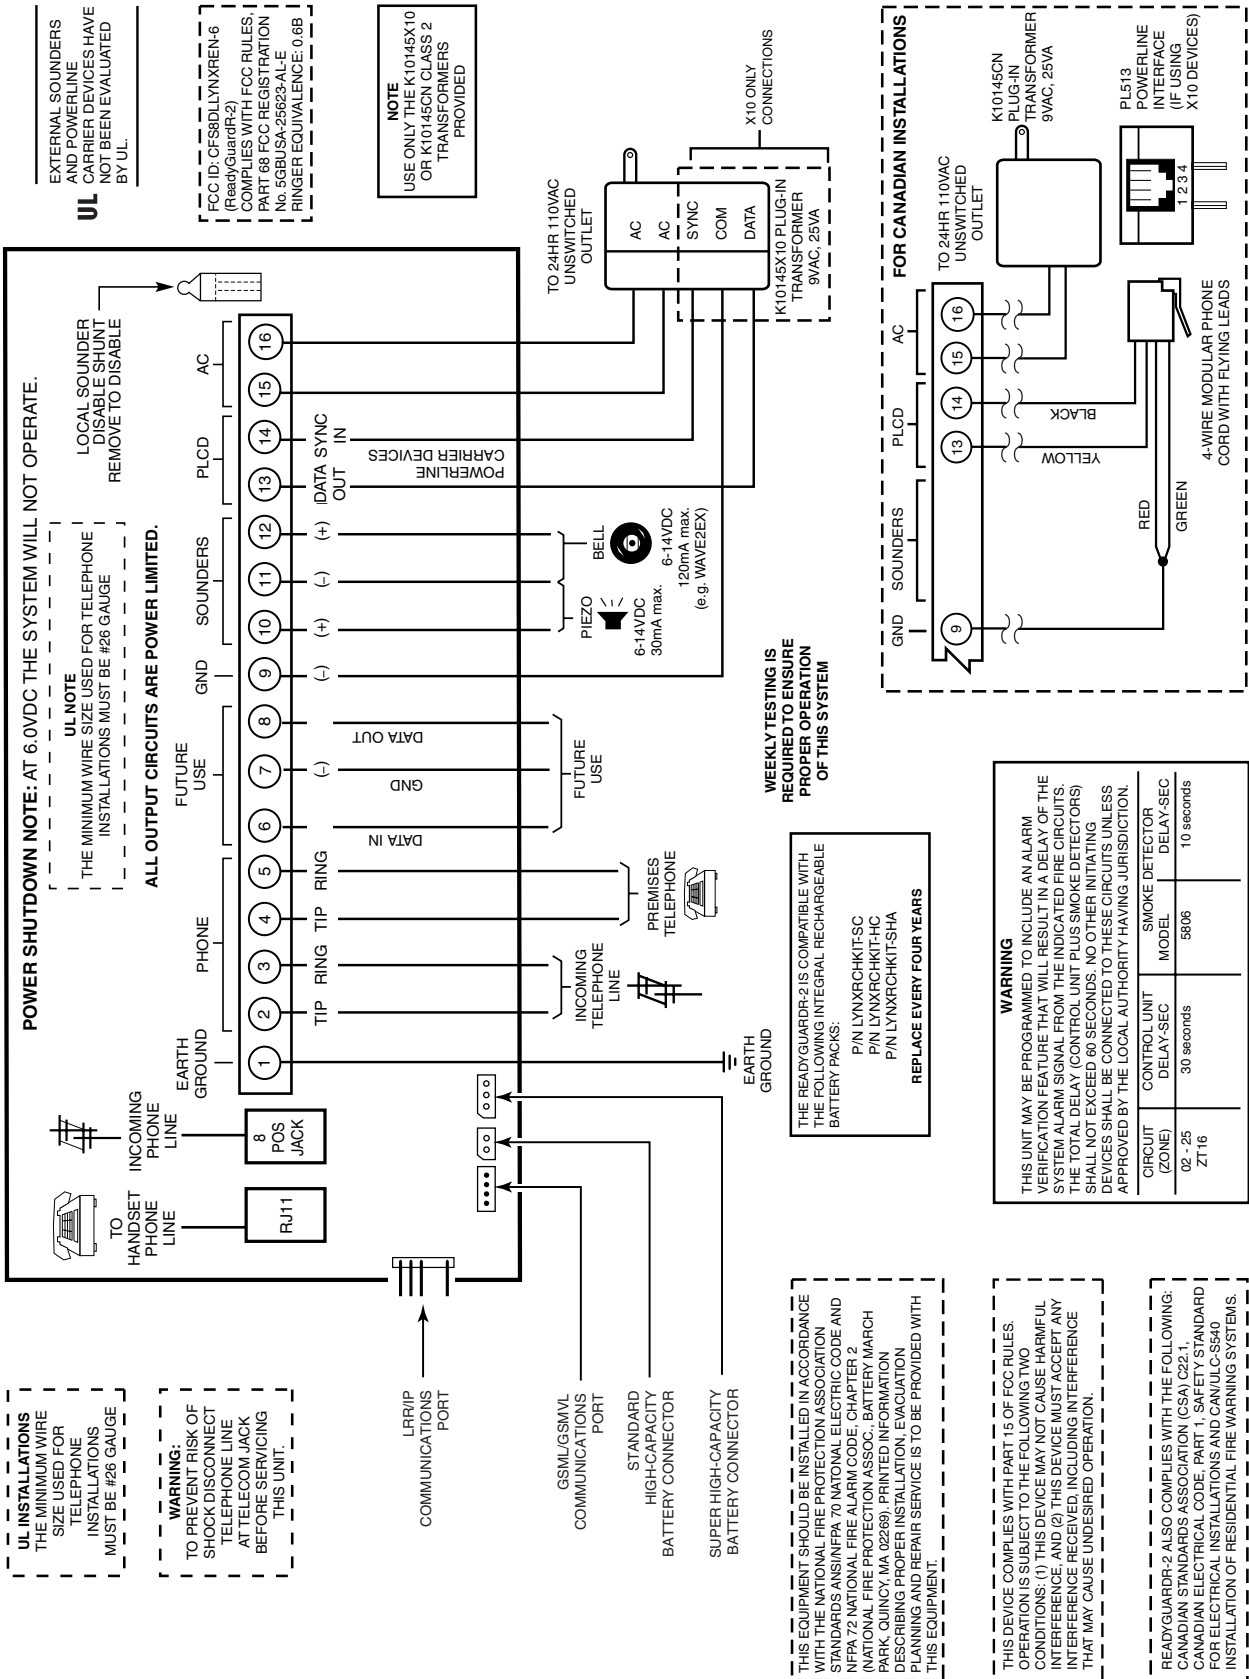 UL INSTALLATIONS
THE MINIMUM WIRE
SIZE USED FOR
TELEPHONE
INSTALLATIONS
MUST BE #26 GAUGE
WARNING:
TO PREVENT RISK OF
SHOCK DISCONNECT
TELEPHONE LINE
AT TELECOM JACK
BEFORE SERVICING
THIS UNIT.
POWER SHUTDOWN NOTE: AT 6.0VDC THE SYSTEM WILL NOT OPERATE.
UL NOTE
THE MINIMUM WIRE SIZE USED FOR TELEPHONE
INSTALLATIONS MUST BE #26 GAUGE
ALL OUTPUT CIRCUITS ARE POWER LIMITED.
LOCAL SOUNDER
DISABLE SHUNT
REMOVE TO DISABLE
UL
EXTERNAL SOUNDERS
AND POWERLINE
CARRIER DEVICES HAVE
NOT BEEN EVALUATED
BY UL.
FCC ID: CFS8DLLYNXREN-6
(ReadyGuardR-2)
COMPLIES WITH FCC RULES,
PART 68 FCC REGISTRATION
No. 5GBUSA-25623-AL-E
RINGER EQUIVALENCE: 0.6B
NOTE
USE ONLY THE K10145X10
OR K10145CN CLASS 2
TRANSFORMERS
PROVIDED
TO
HANDSET
PHONE
LINE
RJ11
INCOMING
PHONE
LINE
8
POS
JACK
EARTH
GROUND
PHONE
FUTURE
USE
GND
SOUNDERS
PLCD
AC
1
2
3
4
5
6
7
8
9
10
11
12
13
14
15
16
TIP
RING
TIP
RING
(–)
(–)
(+)
(–)
(+)
DATA
OUT
SYNC
IN
DATA IN
GND
DATA OUT
POWERLINE
CARRIER DEVICES
LRR/IP
COMMUNICATIONS
PORT
GSML/GSMVL
COMMUNICATIONS
PORT
STANDARD
HIGH-CAPACITY
BATTERY CONNECTOR
SUPER HIGH-CAPACITY
BATTERY CONNECTOR
EARTH
GROUND
INCOMING
TELEPHONE
LINE
PREMISES
TELEPHONE
FUTURE
USE
PIEZO
6-14VDC
30mA max.
BELL
6-14VDC
120mA max.
(e.g. WAVE2EX)
TO 24HR 110VAC
UNSWITCHED
OUTLET
AC
AC
SYNC
COM
DATA
K10145X10 PLUG-IN
TRANSFORMER
9VAC, 25VA
X10 ONLY
CONNECTIONS
WEEKLY TESTING IS
REQUIRED TO ENSURE
PROPER OPERATION
OF THIS SYSTEM
THE READYGUARDR-2 IS COMPATIBLE WITH
THE FOLLOWING INTEGRAL RECHARGEABLE
BATTERY PACKS:
P/N LYNXRCHKIT-SC
P/N LYNXRCHKIT-HC
P/N LYNXRCHKIT-SHA
REPLACE EVERY FOUR YEARS
THIS EQUIPMENT SHOULD BE INSTALLED IN ACCORDANCE
WITH THE NATIONAL FIRE PROTECTION ASSOCIATION
STANDARDS ANSI/NFPA 70 NATONAL ELECTRIC CODE AND
NFPA 72 NATIONAL FIRE ALARM CODE, CHAPTER 2
(NATIONAL FIRE PROTECTION ASSOC., BATTERY MARCH
PARK, QUINCY, MA 02269). PRINTED INFORMATION
DESCRIBING PROPER INSTALLATION, EVACUATION
PLANNING AND REPAIR SERVICE IS TO BE PROVIDED WITH
THIS EQUIPMENT.
THIS DEVICE COMPLIES WITH PART 15 OF FCC RULES.
OPERATION IS SUBJECT TO THE FOLLOWING TWO
CONDITIONS: (1) THIS DEVICE MAY NOT CAUSE HARMFUL
INTERFERENCE, AND (2) THIS DEVICE MUST ACCEPT ANY
INTERFERENCE RECEIVED, INCLUDING INTERFERENCE
THAT MAY CAUSE UNDESIRED OPERATION.
READYGUARDR-2 ALSO COMPLIES WITH THE FOLLOWING:
CANADIAN STANDARDS ASSOCIATION (CSA) C22.1,
CANADIAN ELECTRICAL CODE, PART 1, SAFETY STANDARD
FOR ELECTRICAL INSTALLATIONS AND CAN/ULC-S540
INSTALLATION OF RESIDENTIAL FIRE WARNING SYSTEMS.
WARNING
THIS UNIT MAY BE PROGRAMMED TO INCLUDE AN ALARM
VERIFICATION FEATURE THAT WILL RESULT IN A DELAY OF THE
SYSTEM ALARM SIGNAL FROM THE INDICATED FIRE CIRCUITS.
THE TOTAL DELAY (CONTROL UNIT PLUS SMOKE DETECTORS)
SHALL NOT EXCEED 60 SECONDS. NO OTHER INITIATING
DEVICES SHALL BE CONNECTED TO THESE CIRCUITS UNLESS
APPROVED BY THE LOCAL AUTHORITY HAVING JURISDICTION.
CIRCUIT
(ZONE)
CONTROL UNIT
DELAY-SEC
SMOKE DETECTOR
MODEL
DELAY-SEC
02 - 25
ZT16
30 seconds
5806
10 seconds
FOR CANADIAN INSTALLATIONS
GND
SOUNDERS
PLCD
AC
9
13
14
15
16
TO 24HR 110VAC
UNSWITCHED
OUTLET
K10145CN
PLUG-IN
TRANSFORMER
9VAC, 25VA
YELLOW
BLACK
RED
GREEN
4-WIRE MODULAR PHONE
CORD WITH FLYING LEADS
1 2 3 4
PL513
POWERLINE
INTERFACE
(IF USING
X10 DEVICES)